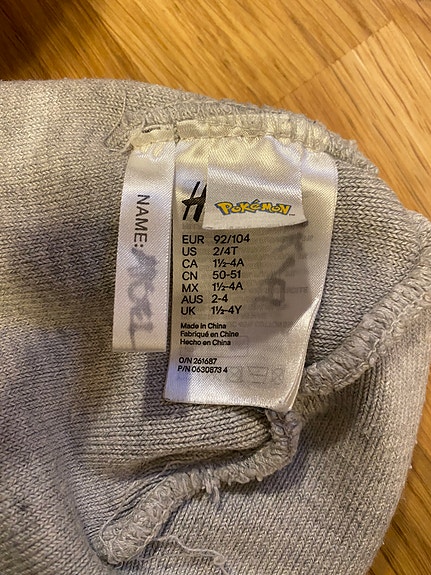 NAME:
H
POKéMON
EUR 92/104
US 2/4T
CA 1½-4A
CN 50-51
MX 1½-4A
AUS 2-4
UK 1½-4Y
Made in China
Fabriqué en China
Hecho en China
O/N 261687
P/N 0630873 4